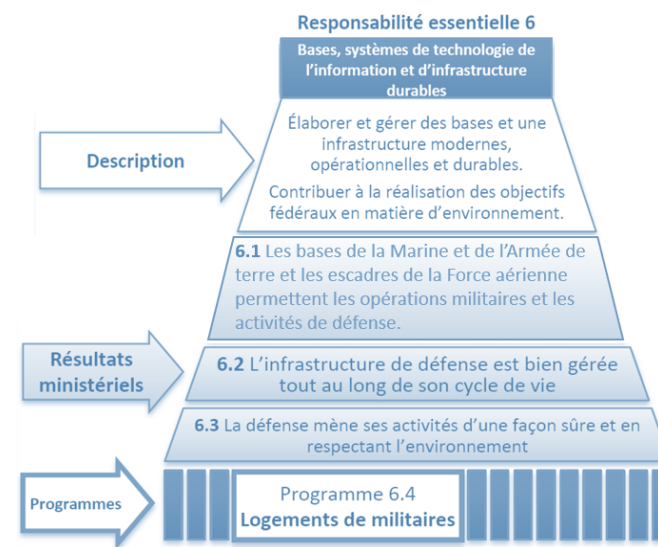 Responsabilité essentielle 6
Bases, systèmes de technologie de
l'information et d'infrastructure
durables
Description
Élaborer et gérer des bases et une
infrastructure modernes,
opérationnelles et durables.
Contribuer à la réalisation des objectifs
fédéraux en matière d'environnement.
6.1 Les bases de la Marine et de l'Armée de
terre et les escadres de la Force aérienne
permettent les opérations militaires et les
activités de défense.
Résultats
ministériels
6.2 L'infrastructure de défense est bien gérée
tout au long de son cycle de vie
6.3 La défense mène ses activités d'une façon sûre et en
respectant l'environnement
Programmes
Programme 6.4
Logements de militaires